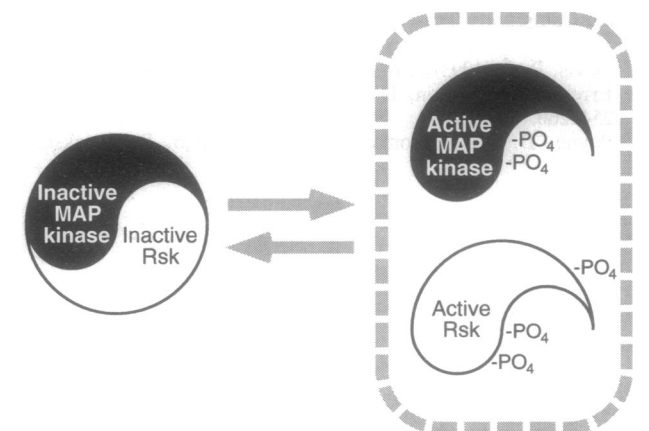 Inactive
MAP
kinase
Inactive
Rsk
Active
MAP
kinase
-PO₄
-PO₄
Active
Rsk
-PO₄
-PO₄
-PO₄